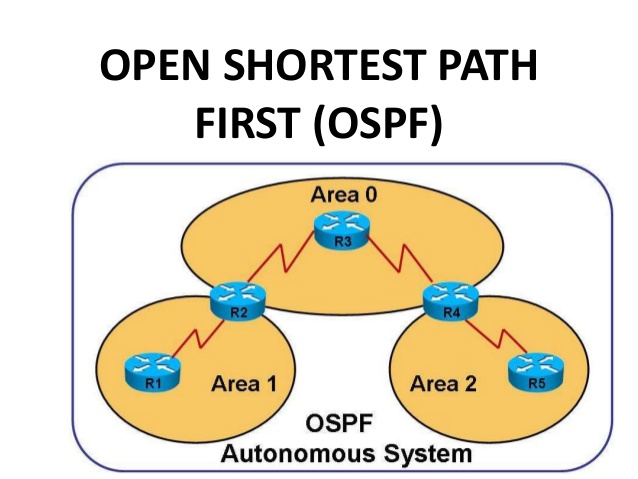 OPEN SHORTEST PATH
FIRST (OSPF)
Area 0
R3
R2
R4
R1
Area 1
Area 2
R5
OSPF
Autonomous System